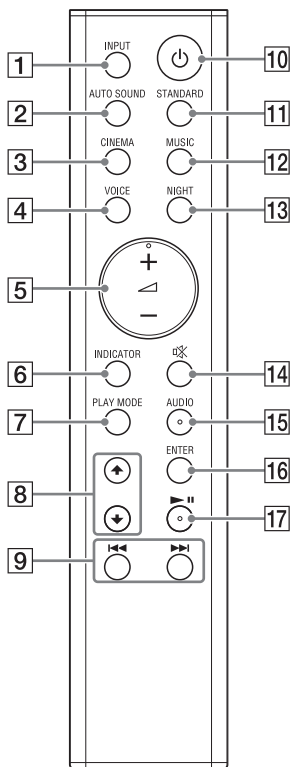 INPUT
1
10
AUTO SOUND
STANDARD
2
11
CINEMA
MUSIC
3
12
VOICE
NIGHT
4
13
+
5
−
INDICATOR
6
14
PLAY MODE
AUDIO
7
15
ENTER
8
16
17
9